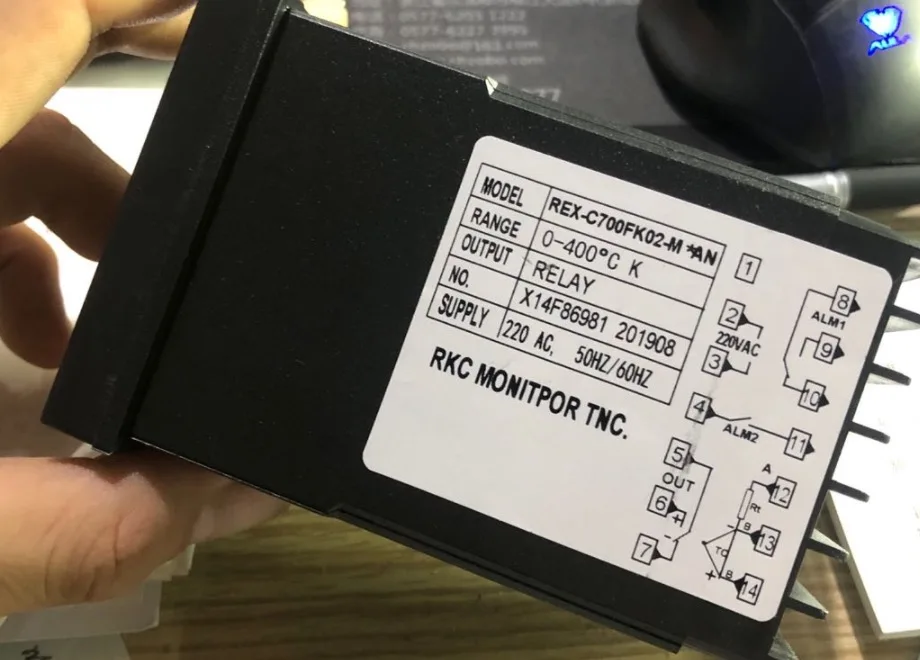 MODEL REX-C700FK02-M*AN
RANGE 0-400°C K
OUTPUT RELAY
NO. X14F86981 201908
SUPPLY 220 AC, 50HZ/60HZ
RKC MONITPOR TNC.
1
2
220VAC
3
4
ALM2
5
OUT
6
+
-
7
8
ALM1
9
10
11
A
12
Rt
B
-
13
TC
+
B
14